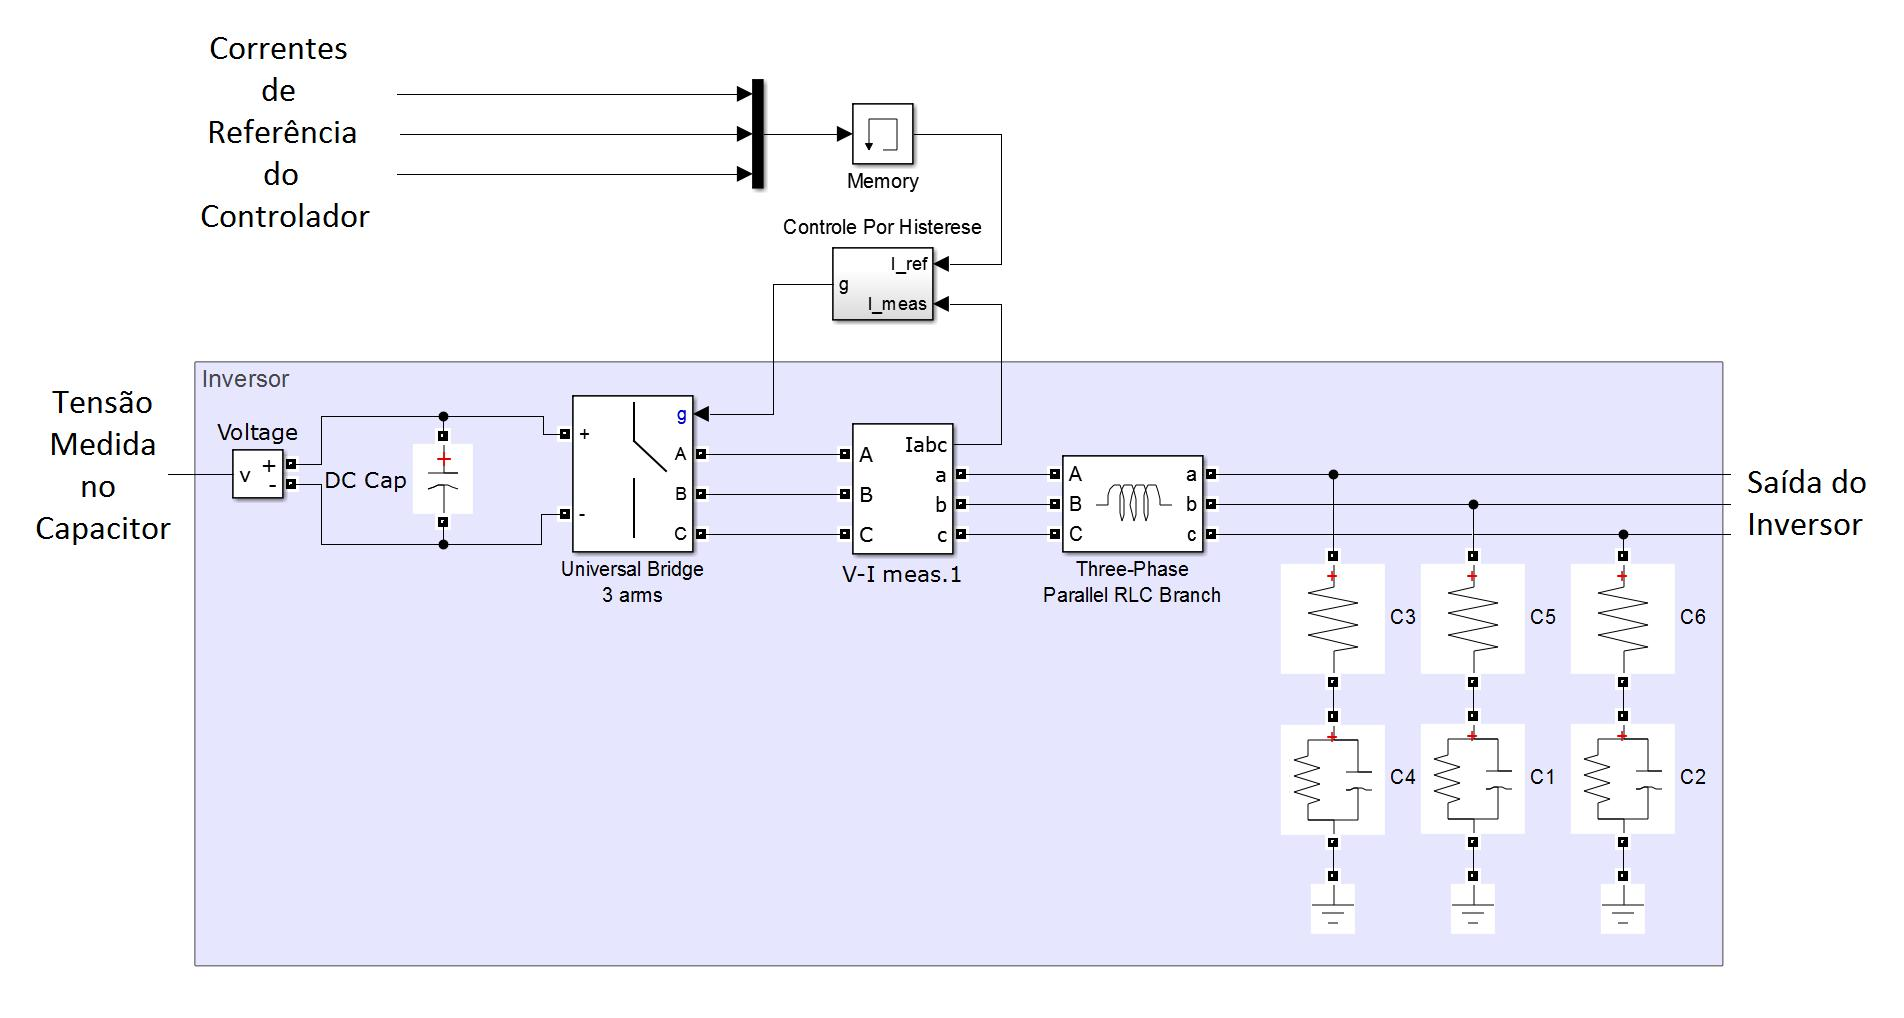 Correntes
de
Referência
do
Controlador
Memory
Controle Por Histerese
I_ref
g
I_meas
Inversor
Tensão
Medida
no
Capacitor
Voltage
v
+
-
DC Cap
+
+
-
g
A
B
C
Universal Bridge
3 arms
A
B
C
Iabc
a
b
c
V-I meas.1
A
B
C
a
b
c
Three-Phase
Parallel RLC Branch
Saída do
Inversor
+
C3
+
C5
+
C6
+
C4
+
C1
+
C2